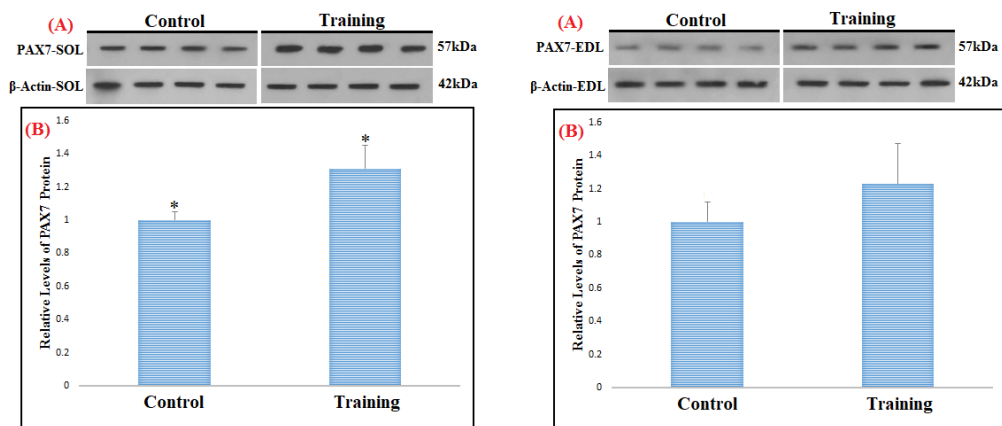 (A) Control Training
PAX7-SOL 57kDa
β-Actin-SOL 42kDa
(B)
Relative Levels of PAX7 Protein
1.6
1.4
1.2
1
0.8
0.6
0.4
0.2
0
*
*
Control Training
(A) Control Training
PAX7-EDL 57kDa
β-Actin-EDL 42kDa
(B)
Relative Levels of PAX7 Protein
1.6
1.4
1.2
1
0.8
0.6
0.4
0.2
0
Control Training